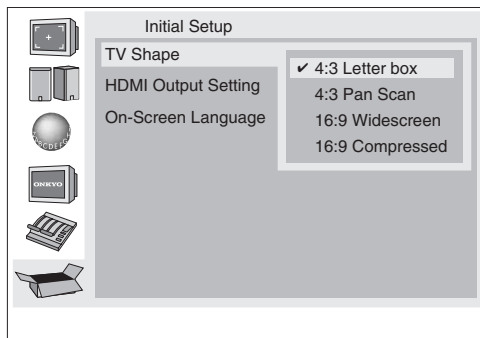 Initial Setup
TV Shape
HDMI Output Setting
On-Screen Language
✔ 4:3 Letter box
4:3 Pan Scan
16:9 Widescreen
16:9 Compressed
ONKYO